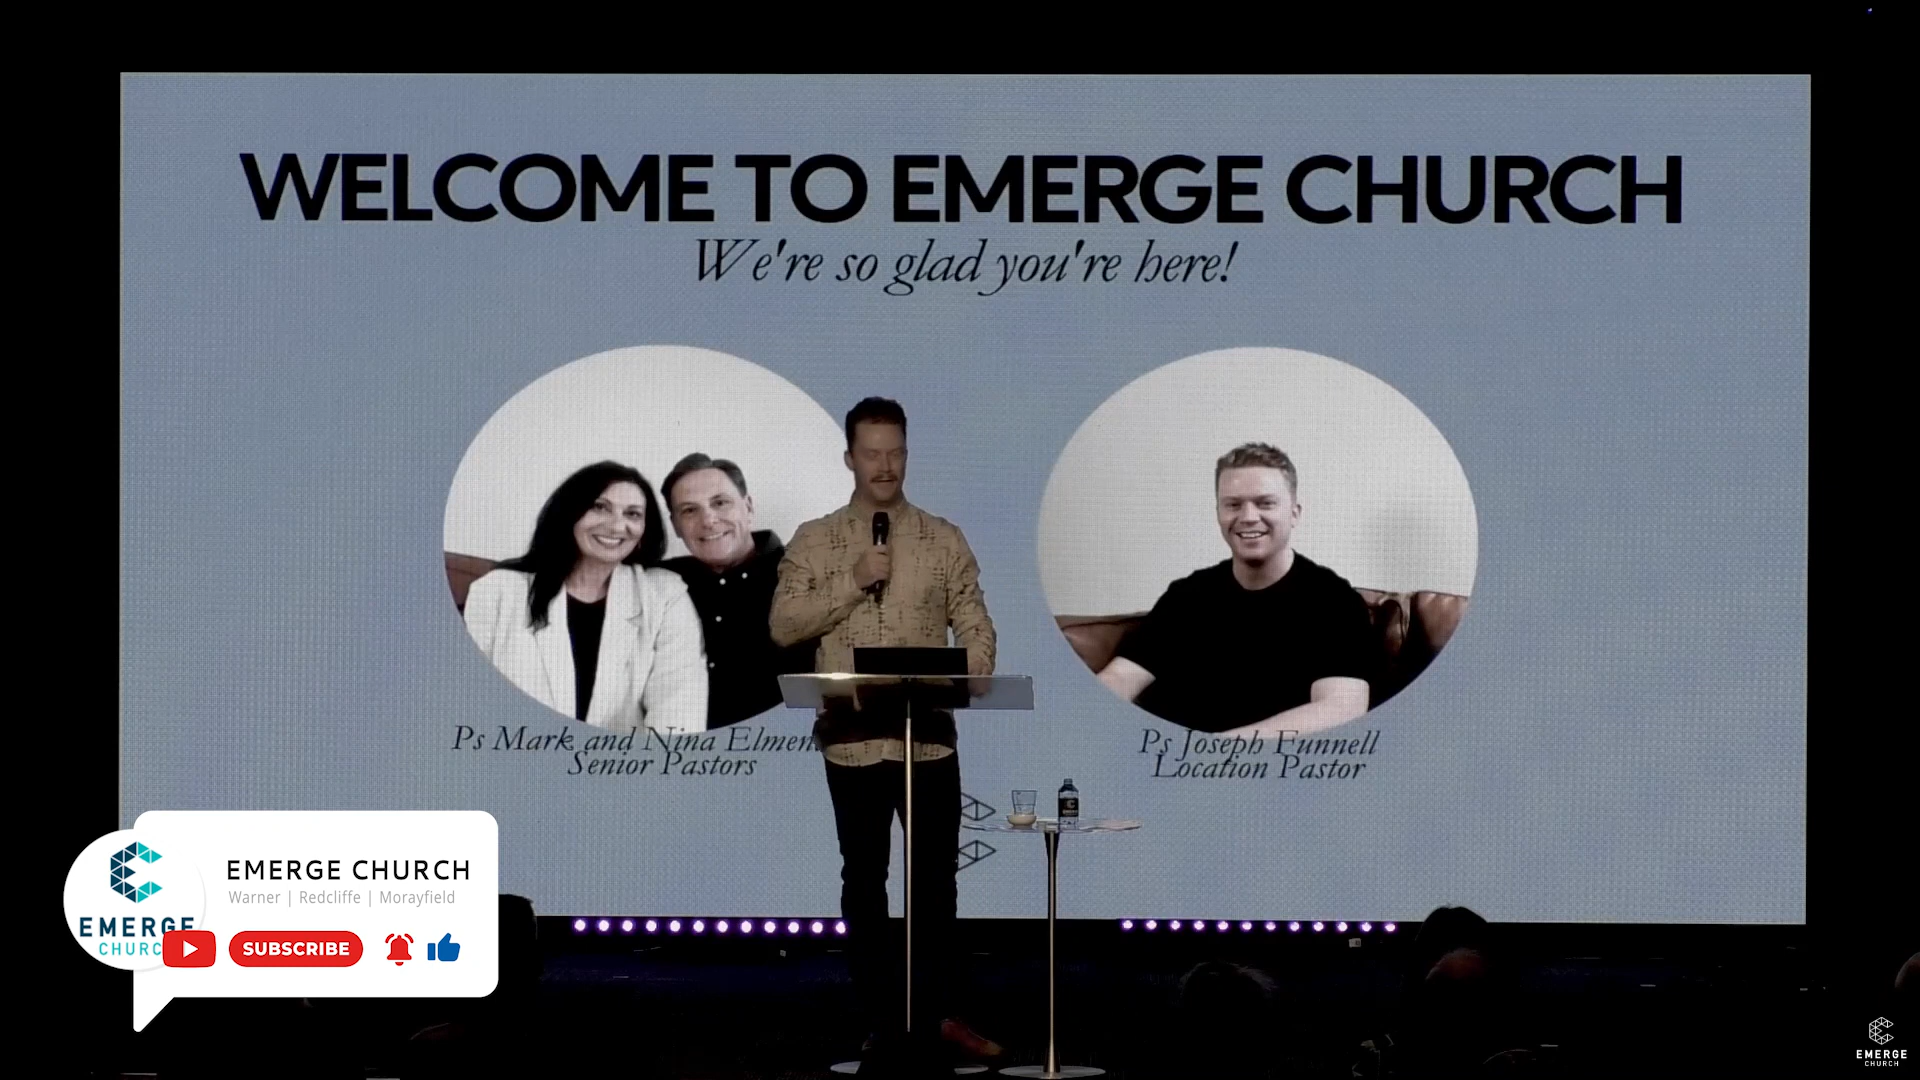 WELCOME TO EMERGE CHURCH
We're so glad you're here!
Ps Mark and Nina
Senior Pastors
Ps Joseph Funnell
Location Pastor
EMERGE CHURCH
Warner | Redcliffe | Morayfield
EMERGE
CHURC
SUBSCRIBE
EMERGE
CHURCH